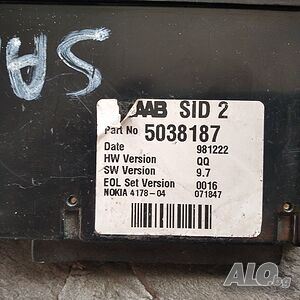 SA
SAAB SID 2
Part No 5038187
Date 981222
HW Version QQ
SW Version 9.7
EOL Set Version 0016
NOKIA 4178-04 071847
ALO.bg